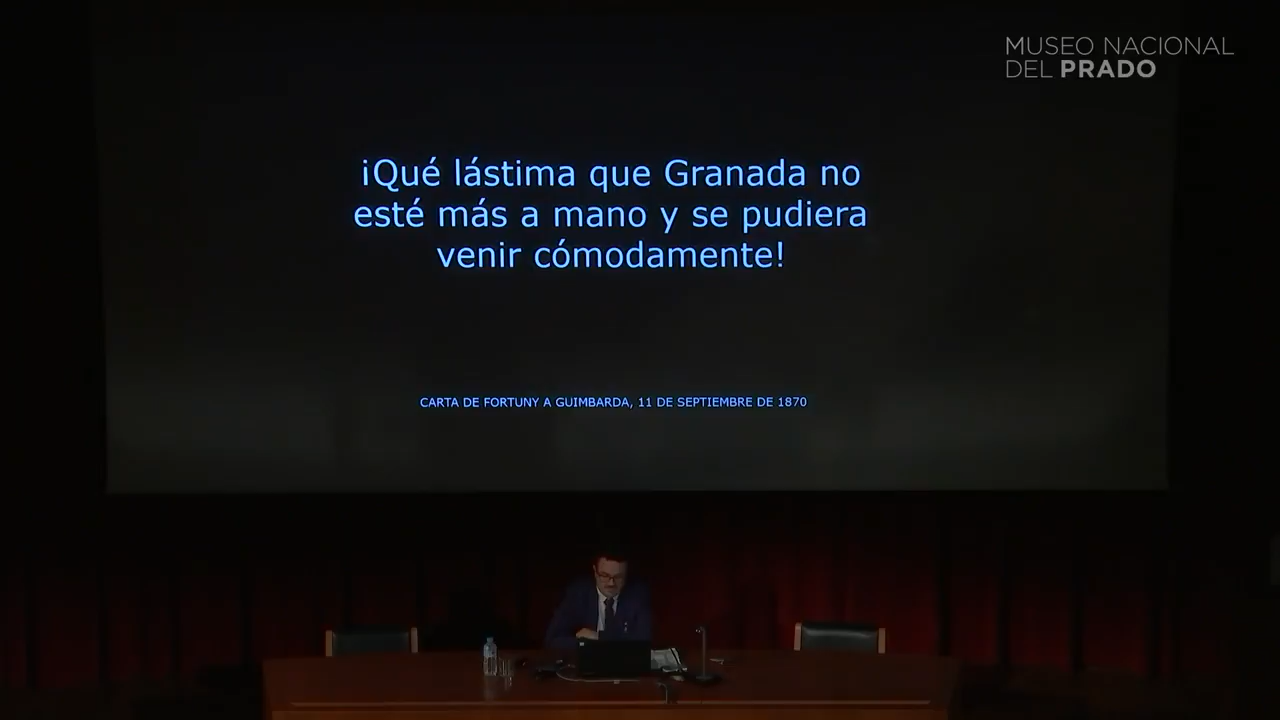 MUSEO NACIONAL
DEL PRADO
¡Qué lástima que Granada no
esté más a mano y se pudiera
venir cómodamente!
CARTA DE FORTUNY A GUIMBARDA, 11 DE SEPTIEMBRE DE 1870